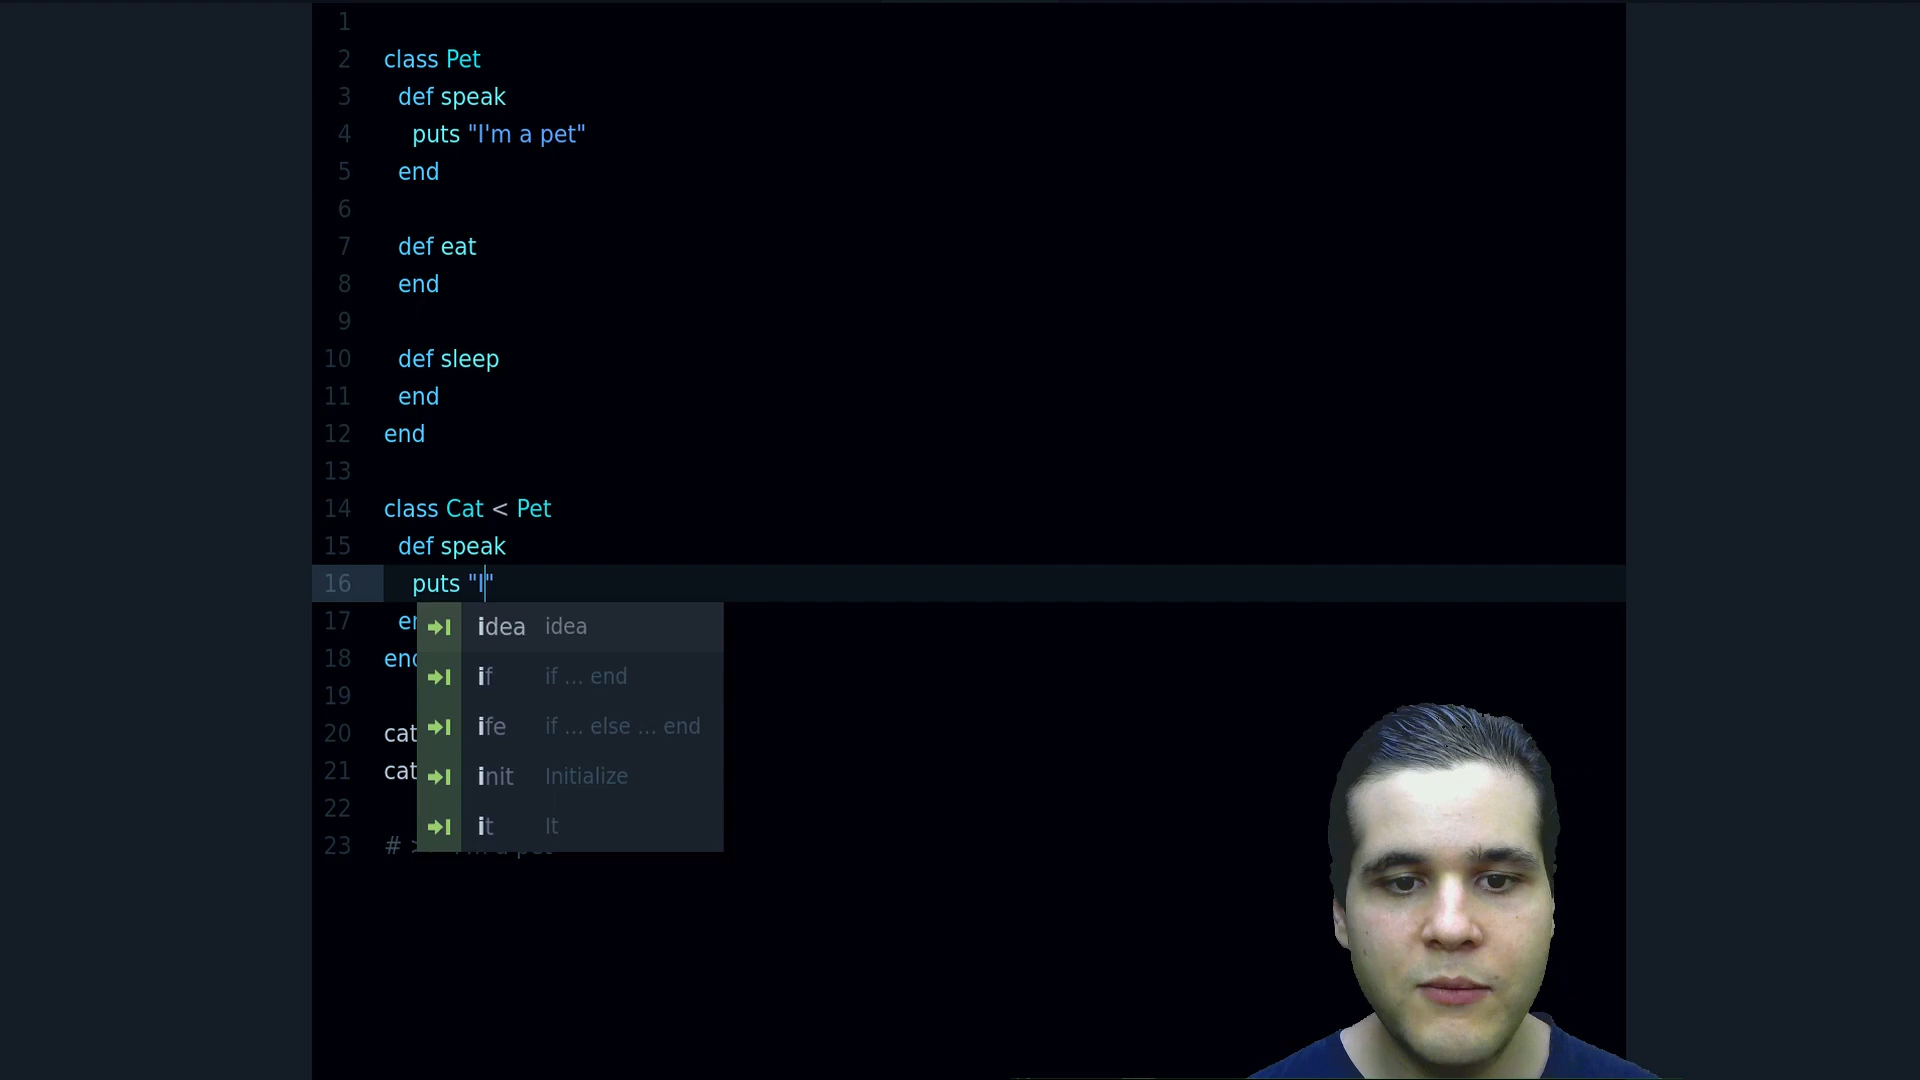 1
2 class Pet
3 def speak
4 puts "I'm a pet"
5 end
6
7 def eat
8 end
9
10 def sleep
11 end
12 end
13
14 class Cat < Pet
15 def speak
16 puts "I"
17
idea idea
18
if if ... end
19
20 cat
ife if ... else ... end
21 cat
init Initialize
22
it It
23 #